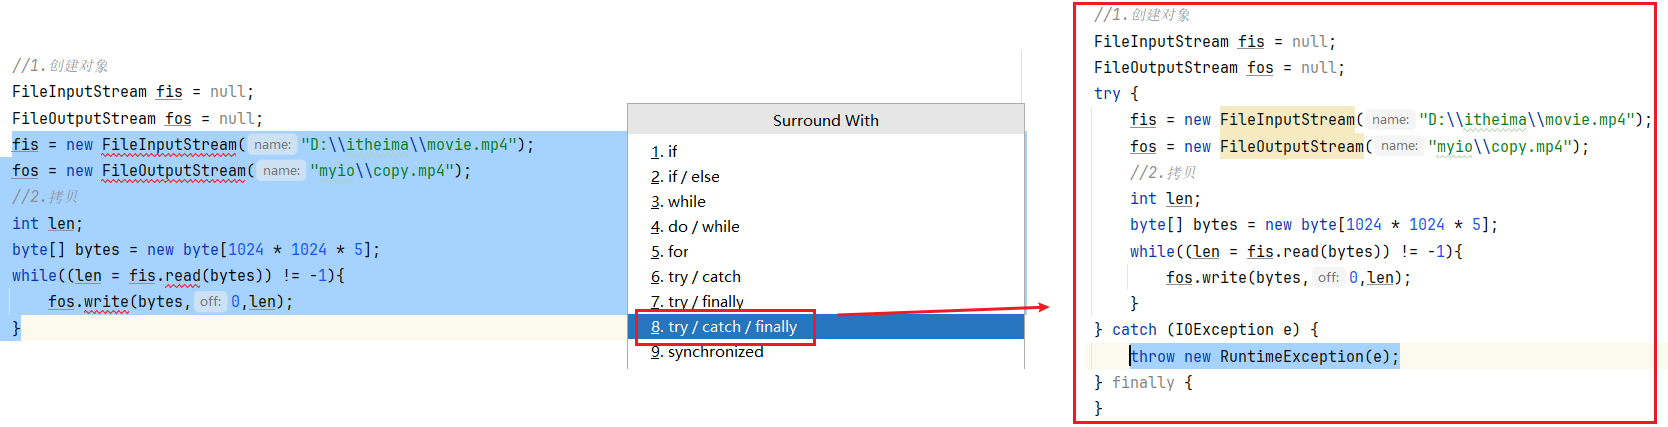 //1.创建对象
FileInputStream fis = null;
FileOutputStream fos = null;
fis = new FileInputStream( name: "D:\\itheima\\movie.mp4");
fos = new FileOutputStream( name: "myio\\copy.mp4");
//2.拷贝
int len;
byte[] bytes = new byte[1024 * 1024 * 5];
while((len = fis.read(bytes)) != -1){
fos.write(bytes, off: 0,len);
}
Surround With
1. if
2. if / else
3. while
4. do / while
5. for
6. try / catch
7. try / finally
8. try / catch / finally
9. synchronized
//1.创建对象
FileInputStream fis = null;
FileOutputStream fos = null;
try {
fis = new FileInputStream( name: "D:\\itheima\\movie.mp4");
fos = new FileOutputStream( name: "myio\\copy.mp4");
//2.拷贝
int len;
byte[] bytes = new byte[1024 * 1024 * 5];
while((len = fis.read(bytes)) != -1){
fos.write(bytes, off: 0,len);
}
} catch (IOException e) {
throw new RuntimeException(e);
} finally {
}